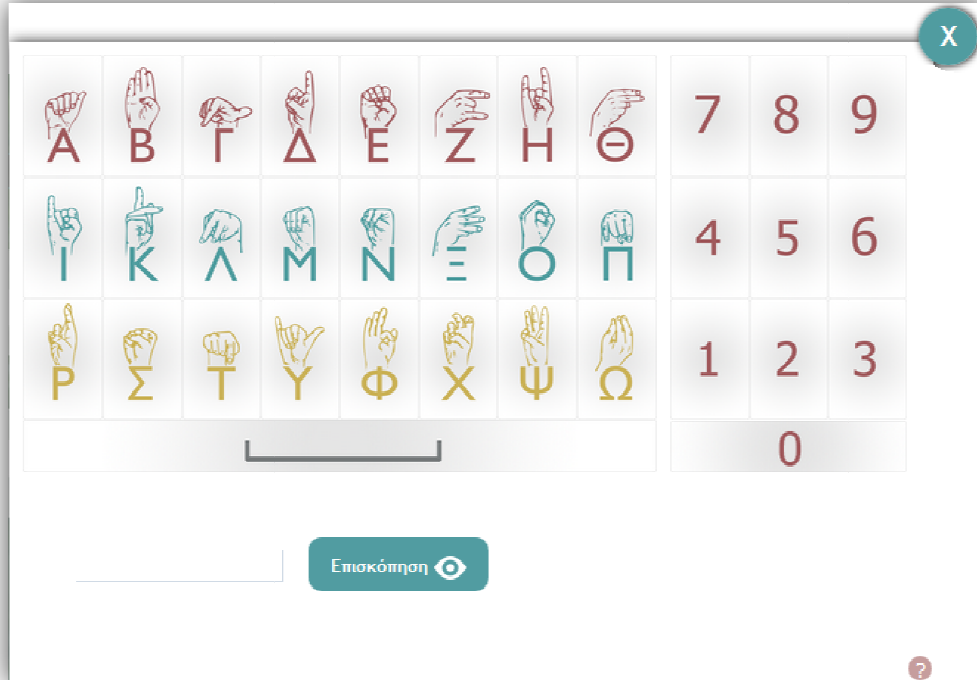 X
Α Β Γ Δ Ε Ζ Η Θ 7 8 9
Ι Κ Λ Μ Ν Ξ Ο Π 4 5 6
Ρ Σ Τ Υ Φ Χ Ψ Ω 1 2 3
0
Επισκόπηση
?